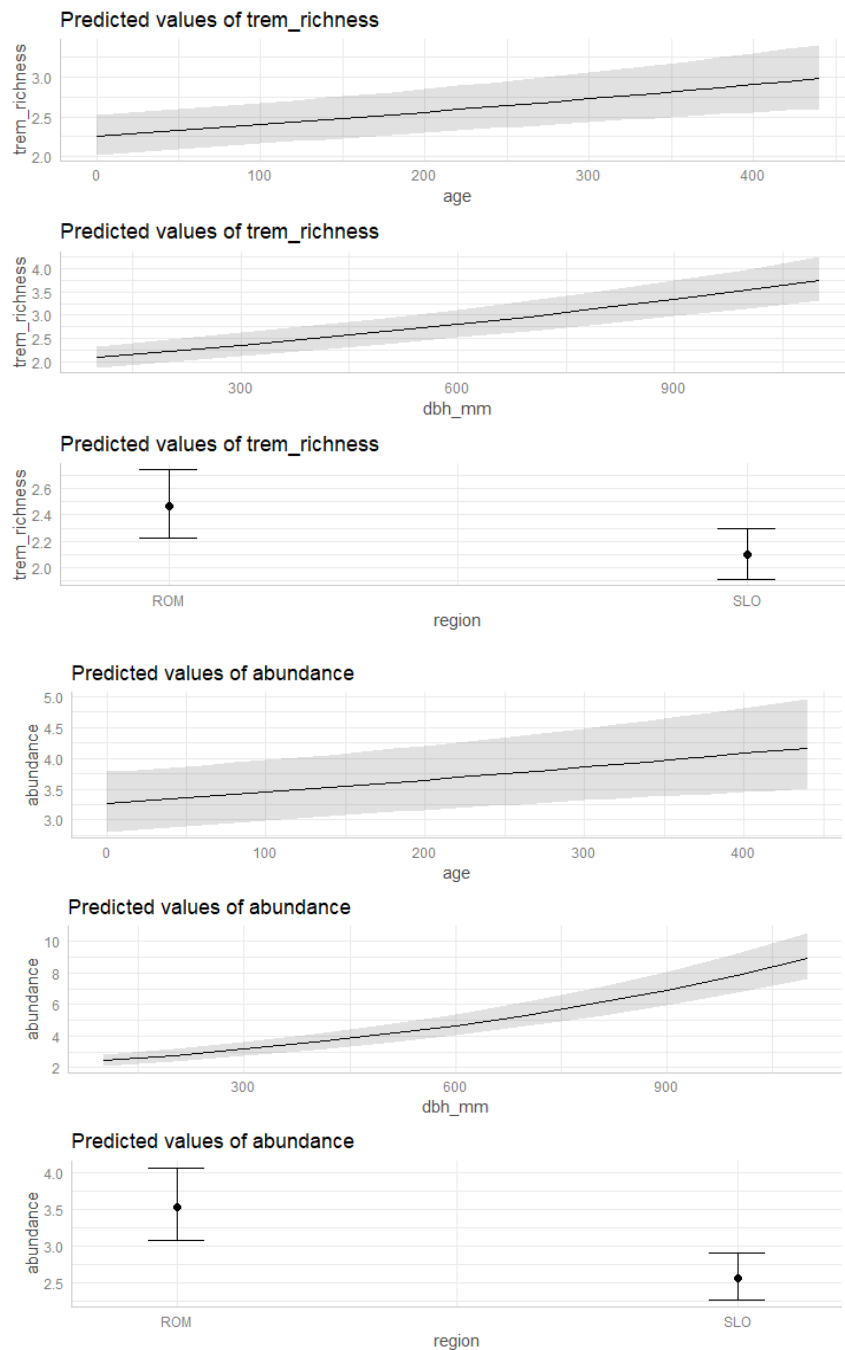 Predicted values of trem_richness
trem_richness
3.0
2.5
2.0
0 100 200 300 400
age
Predicted values of trem_richness
trem_richness
4.0
3.5
3.0
2.5
2.0
300 600 900
dbh_mm
Predicted values of trem_richness
trem_richness
2.6
2.4
2.2
2.0
ROM SLO
region
Predicted values of abundance
abundance
5.0
4.5
4.0
3.5
3.0
0 100 200 300 400
age
Predicted values of abundance
abundance
10
8
6
4
2
300 600 900
dbh_mm
Predicted values of abundance
abundance
4.0
3.5
3.0
2.5
ROM SLO
region